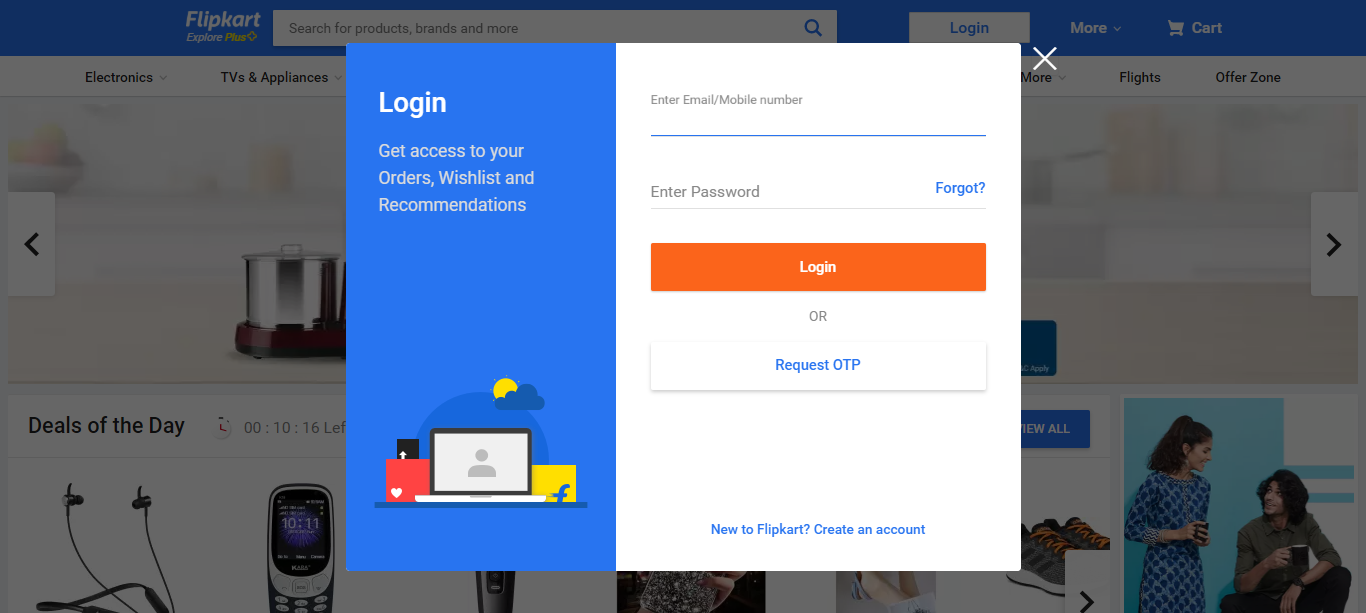 Flipkart
Explore Plus
Search for products, brands and more
Login
More
Cart
Electronics
TVs & Appliances
More
Flights
Offer Zone
Login
Get access to your
Orders, Wishlist and
Recommendations
Enter Email/Mobile number
Enter Password
Forgot?
Login
OR
Request OTP
New to Flipkart? Create an account
Apply
Deals of the Day
00 : 10 : 16 Lef
VIEW ALL
10:11
Menu
KARA
f